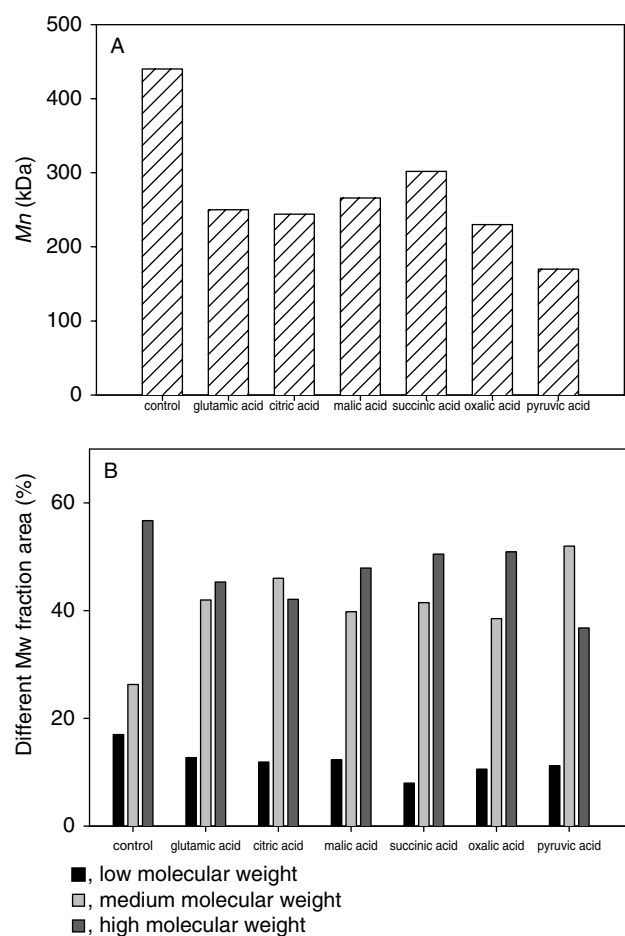 500
A
400
300
Mn (kDa)
200
100
0
control glutamic acid citric acid malic acid succinic acid oxalic acid pyruvic acid
B
60
40
Different Mw fraction area (%)
20
0
control glutamic acid citric acid malic acid succinic acid oxalic acid pyruvic acid
■, low molecular weight
■, medium molecular weight
■, high molecular weight